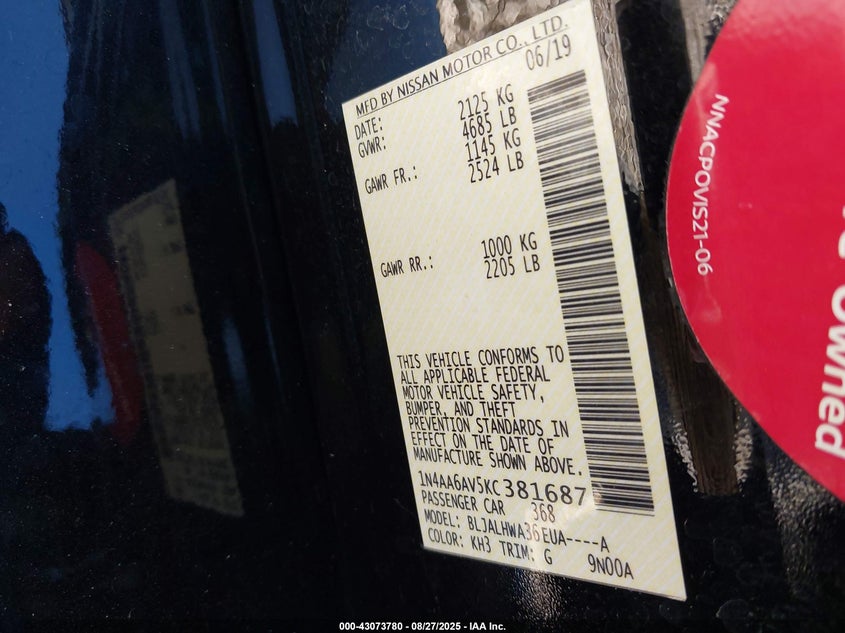 MFD BY NISSAN MOTOR CO., LTD.
DATE: 06/19
GVWR: 2125 KG
4685 LB
GAWR FR.: 1145 KG
2524 LB
GAWR RR.: 1000 KG
2205 LB
THIS VEHICLE CONFORMS TO
ALL APPLICABLE FEDERAL
MOTOR VEHICLE SAFETY,
BUMPER, AND THEFT
PREVENTION STANDARDS IN
EFFECT ON THE DATE OF
MANUFACTURE SHOWN ABOVE.
1N4AA6AV5KC381687
PASSENGER CAR 368
MODEL: BLJALHWA36EUA----A
COLOR: KH3 TRIM: G 9N00A
NNACPOVIS21-06
owned
000-43073780 - 08/27/2025 - IAA Inc.